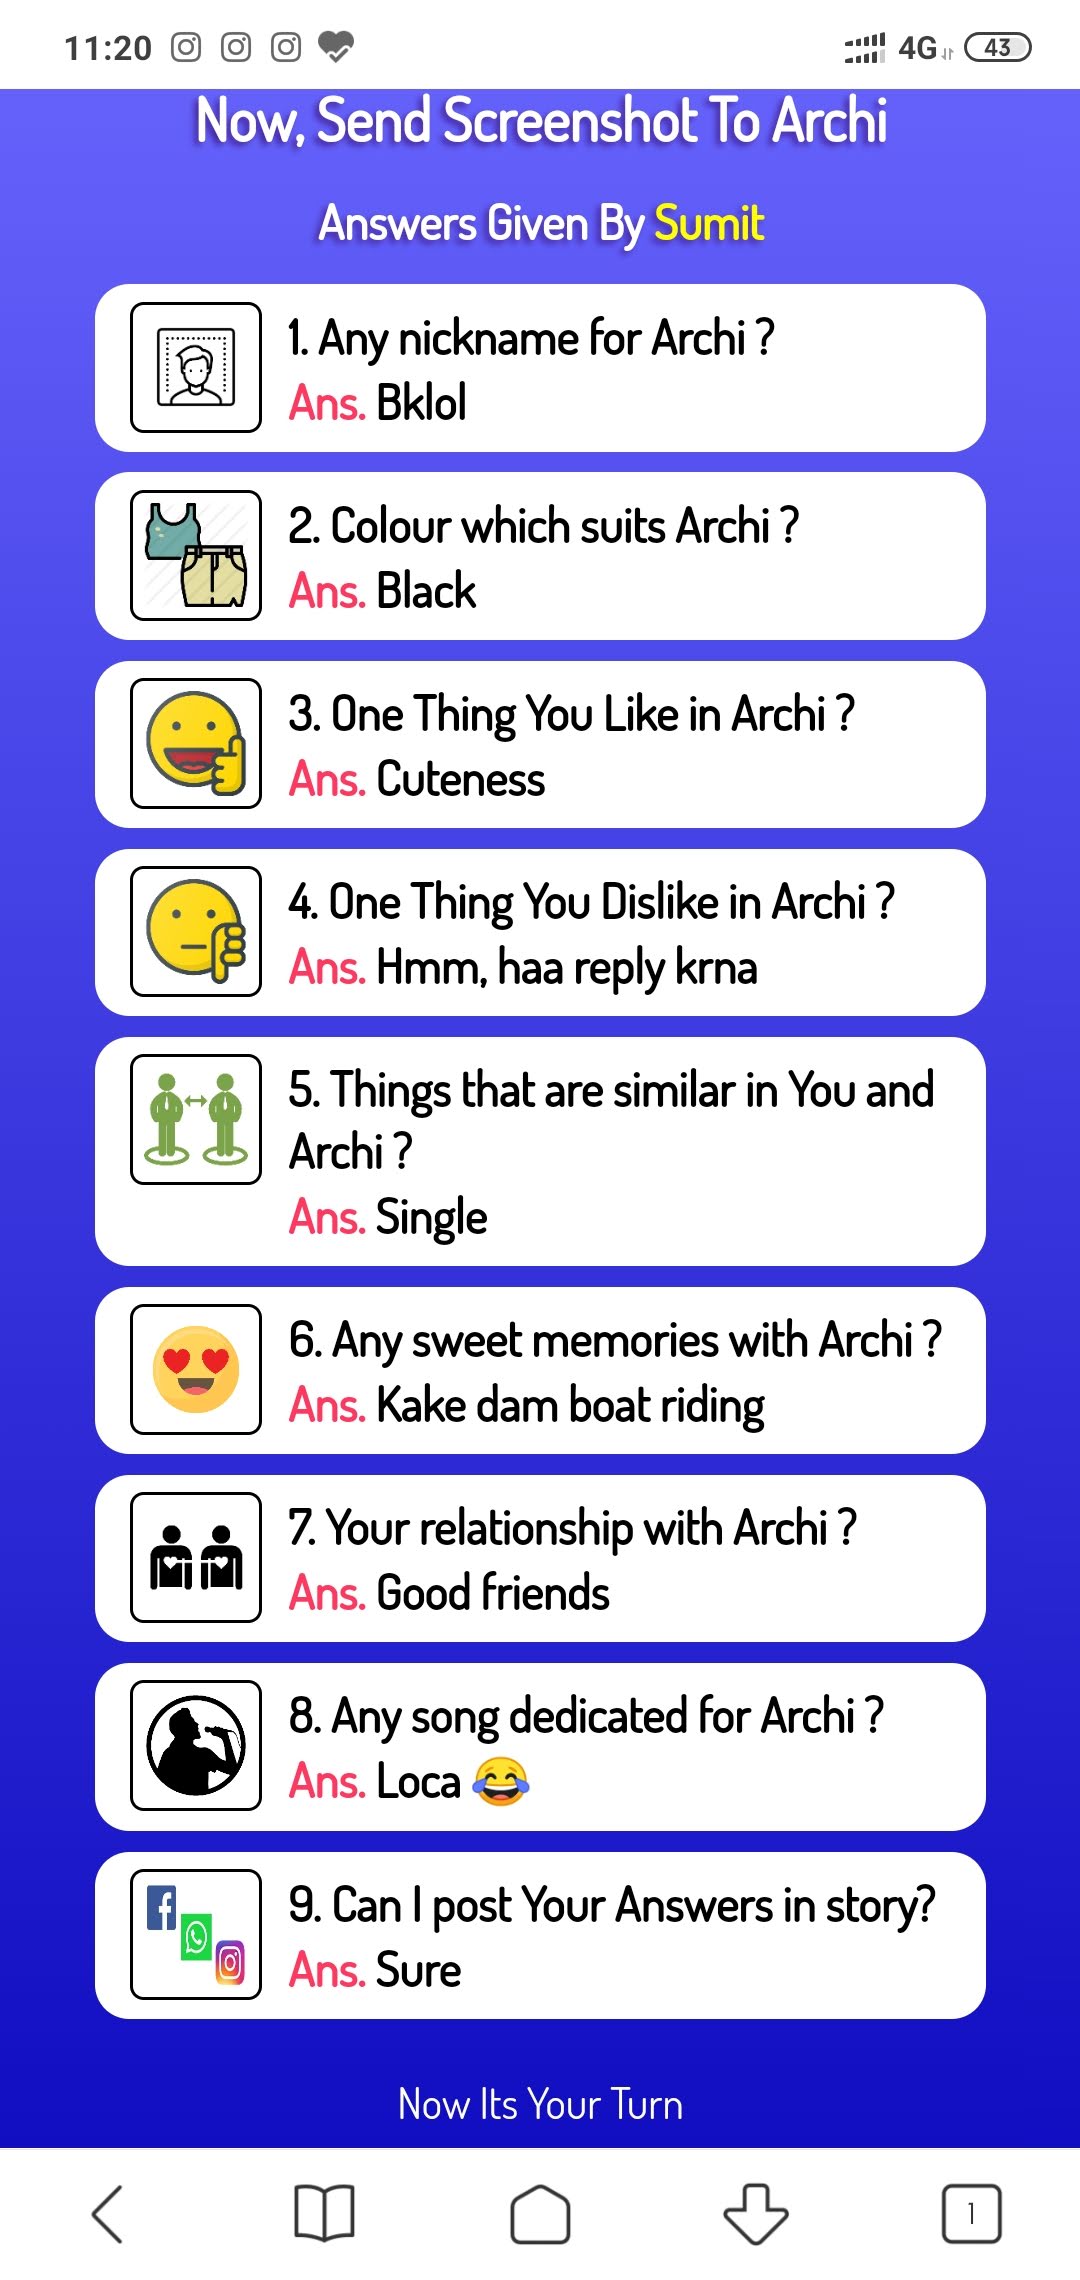 11:20 4G 43
Now, Send Screenshot To Archi
Answers Given By Sumit
1. Any nickname for Archi ?
Ans. Bklol
2. Colour which suits Archi ?
Ans. Black
3. One Thing You Like in Archi ?
Ans. Cuteness
4. One Thing You Dislike in Archi ?
Ans. Hmm, haa reply krna
5. Things that are similar in You and
Archi ?
Ans. Single
6. Any sweet memories with Archi ?
Ans. Kake dam boat riding
7. Your relationship with Archi ?
Ans. Good friends
8. Any song dedicated for Archi ?
Ans. Loca 😂
9. Can I post Your Answers in story?
Ans. Sure
Now Its Your Turn
1